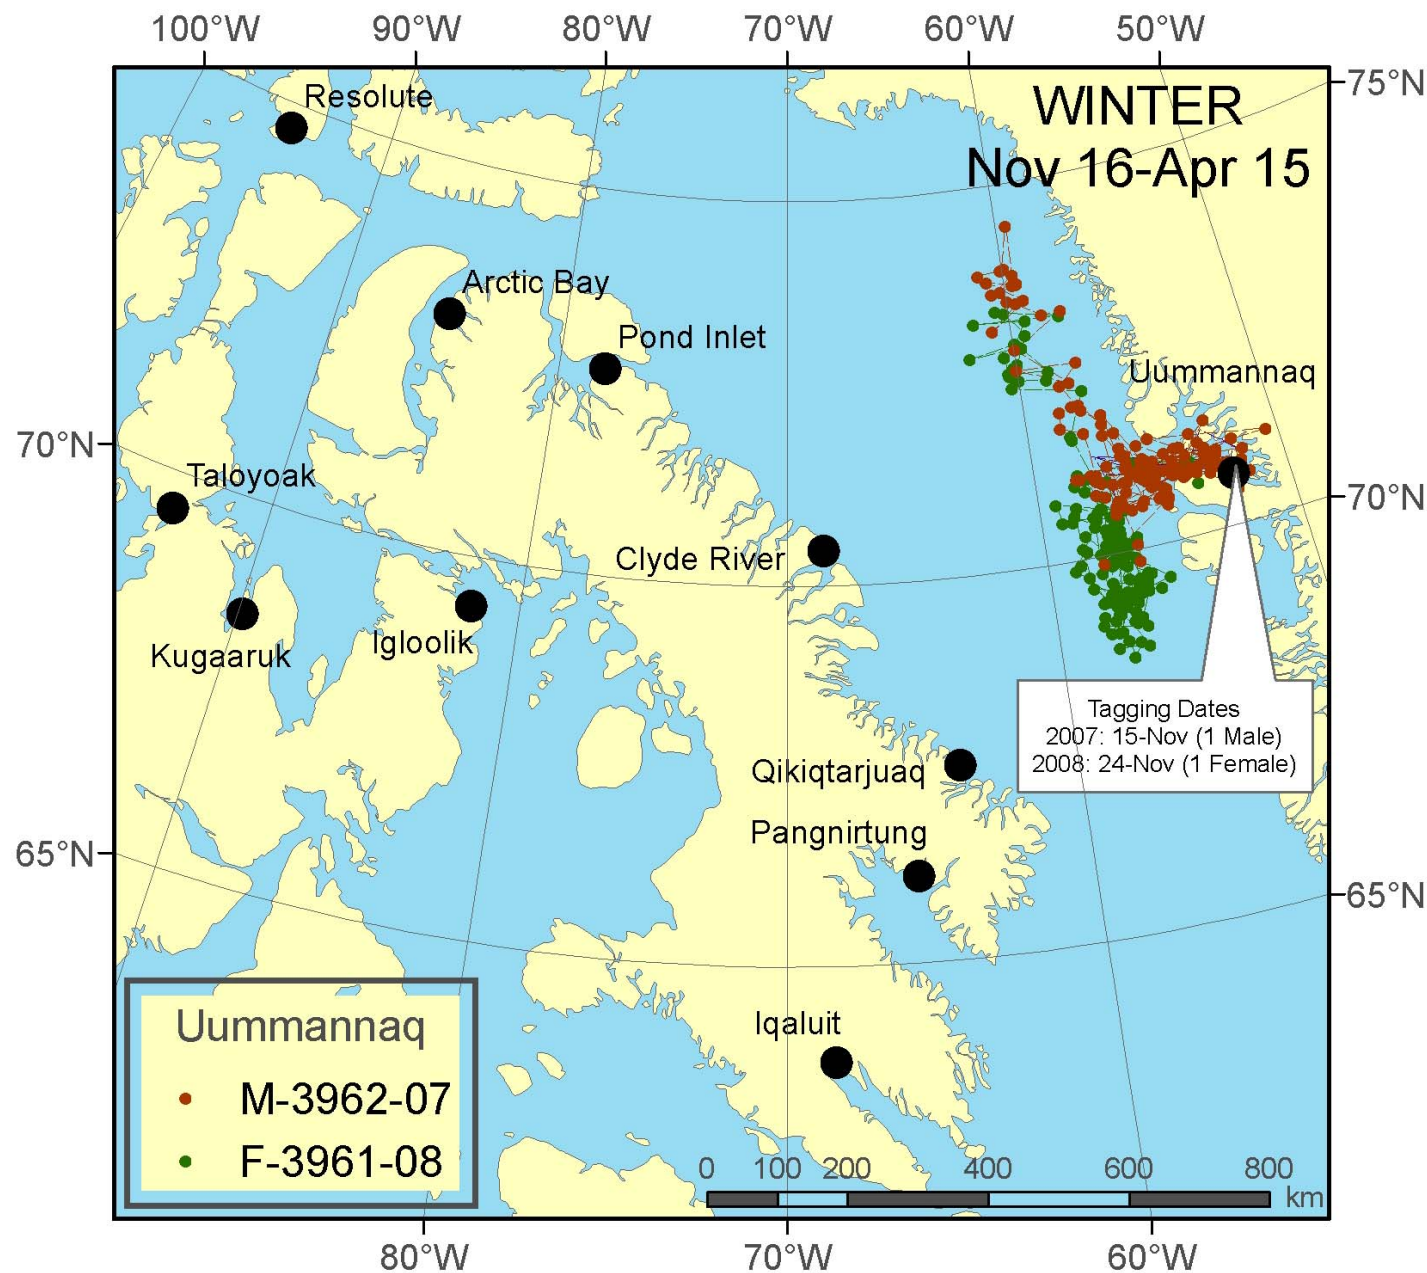 100°W 90°W 80°W 70°W 60°W 50°W
75°N
WINTER
Nov 16-Apr 15
Resolute
Arctic Bay
Pond Inlet
Uummannaq
70°N
Taloyoak
70°N
Clyde River
Kugaaruk
Igloolik
Tagging Dates
2007: 15-Nov (1 Male)
2008: 24-Nov (1 Female)
Qikiqtarjuaq
Pangnirtung
65°N
65°N
Iqaluit
Uummannaq
M-3962-07
F-3961-08
0 100 200 400 600 800
km
80°W 70°W 60°W